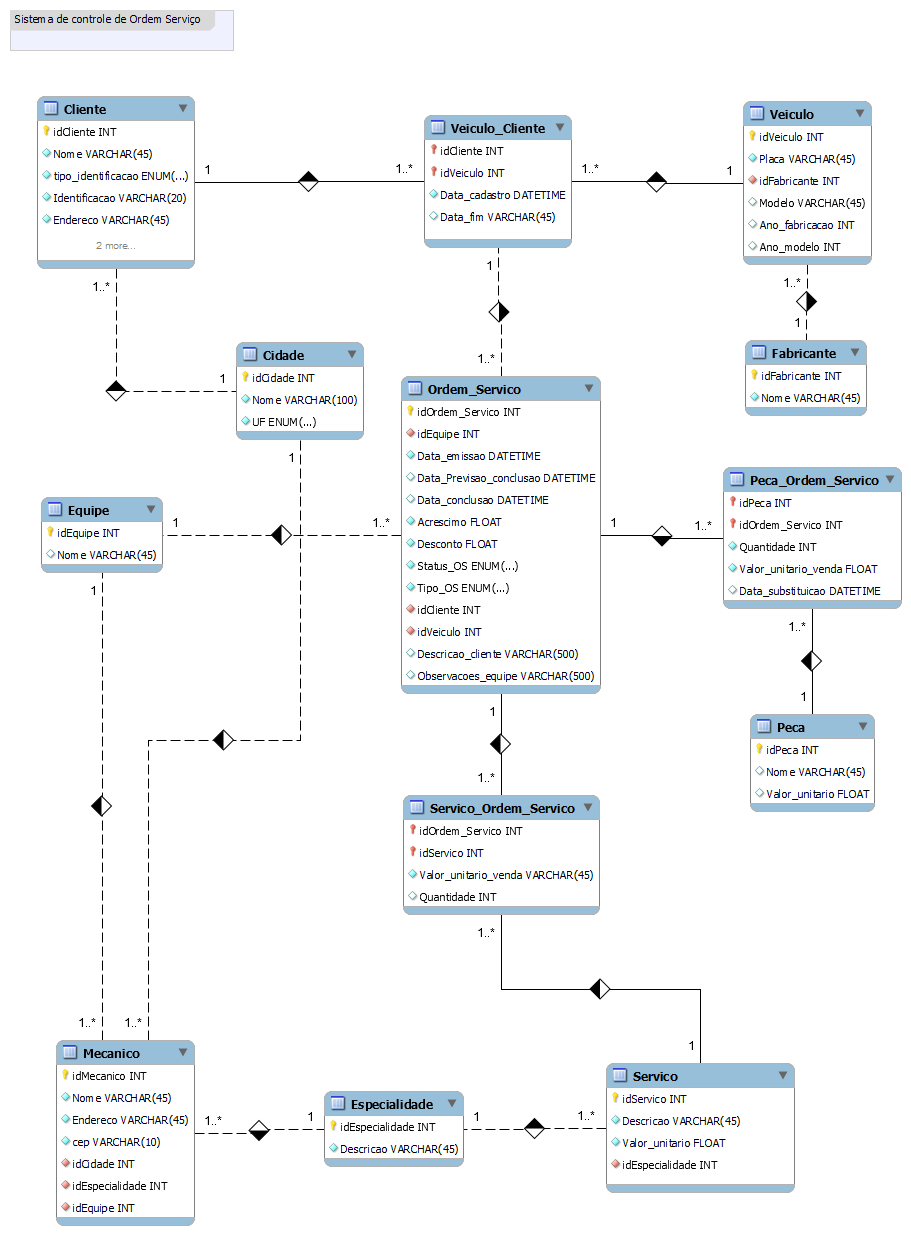 Sistema de controle de Ordem Serviço
Cliente
idCliente INT
Nome VARCHAR(45)
tipo_identificacao ENUM(...)
Identificacao VARCHAR(20)
Endereco VARCHAR(45)
2 more...
1
1..*
Veiculo_Cliente
idCliente INT
idVeiculo INT
Data_cadastro DATETIME
Data_fim VARCHAR(45)
1..*
1
Veiculo
idVeiculo INT
Placa VARCHAR(45)
idFabricante INT
Modelo VARCHAR(45)
Ano_fabricacao INT
Ano_modelo INT
1..*
1
Fabricante
idFabricante INT
Nome VARCHAR(45)
1..*
1
Cidade
idCidade INT
Nome VARCHAR(100)
UF ENUM(...)
1
1
1..*
Ordem_Servico
idOrdem_Servico INT
idEquipe INT
Data_emissao DATETIME
Data_Previsao_conclusao DATETIME
Data_conclusao DATETIME
Acrescimo FLOAT
Desconto FLOAT
Status_OS ENUM(...)
Tipo_OS ENUM(...)
idCliente INT
idVeiculo INT
Descricao_cliente VARCHAR(500)
Observacoes_equipe VARCHAR(500)
Equipe
idEquipe INT
Nome VARCHAR(45)
1
1..*
1
1
1..*
Peca_Ordem_Servico
idPeca INT
idOrdem_Servico INT
Quantidade INT
Valor_unitario_venda FLOAT
Data_substituicao DATETIME
1..*
1
Peca
idPeca INT
Nome VARCHAR(45)
Valor_unitario FLOAT
1
1..*
Servico_Ordem_Servico
idOrdem_Servico INT
idServico INT
Valor_unitario_venda VARCHAR(45)
Quantidade INT
1..*
1
1..*
1..*
Mecanico
idMecanico INT
Nome VARCHAR(45)
Endereco VARCHAR(45)
cep VARCHAR(10)
idCidade INT
idEspecialidade INT
idEquipe INT
1..*
1
Especialidade
idEspecialidade INT
Descricao VARCHAR(45)
1
1..*
Servico
idServico INT
Descricao VARCHAR(45)
Valor_unitario FLOAT
idEspecialidade INT